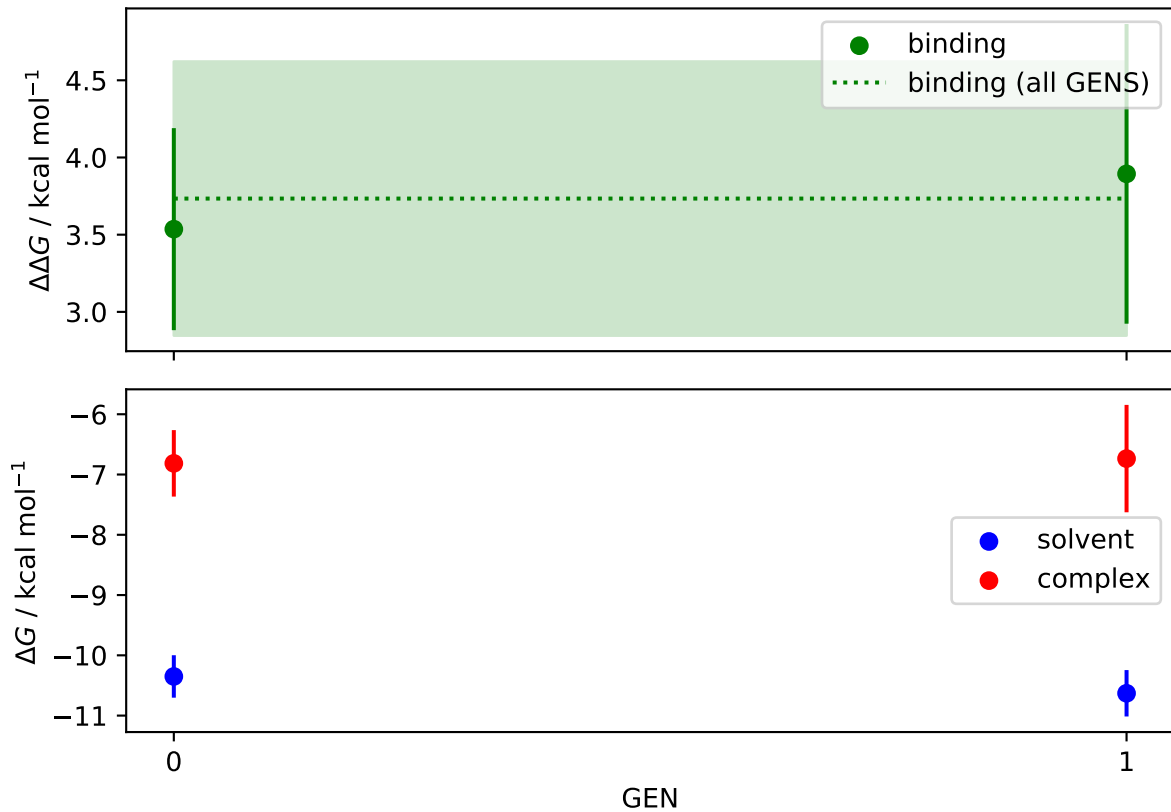 binding
binding (all GENS)
4.5
4.0
3.5
3.0
ΔΔG / kcal mol⁻¹
−6
−7
−8
−9
−10
−11
ΔG / kcal mol⁻¹
solvent
complex
0
1
GEN